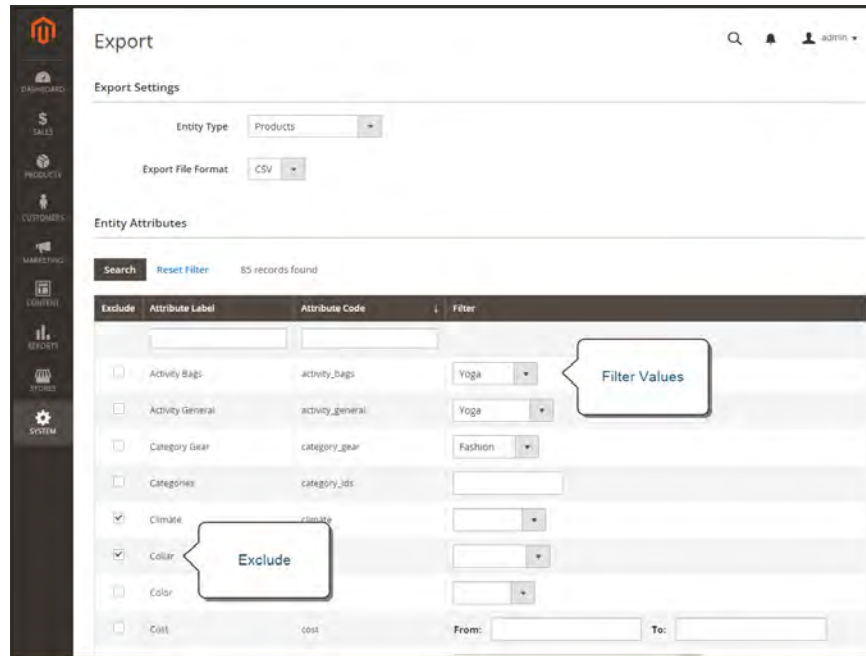 Export
admin
DASHBOARD
SALES
PRODUCTS
CUSTOMERS
MARKETING
CONTENT
REPORTS
STORES
SYSTEM
Export Settings
Entity Type Products
Export File Format CSV
Entity Attributes
Search Reset Filter 85 records found
Exclude Attribute Label Attribute Code ↓ Filter
Activity Bags activity_bags Yoga
Filter Values
Activity General activity_general Yoga
Category Gear category_gear Fashion
Categories category_ids
Climate climate
Collar
Exclude
Color
Cost cost From: To: